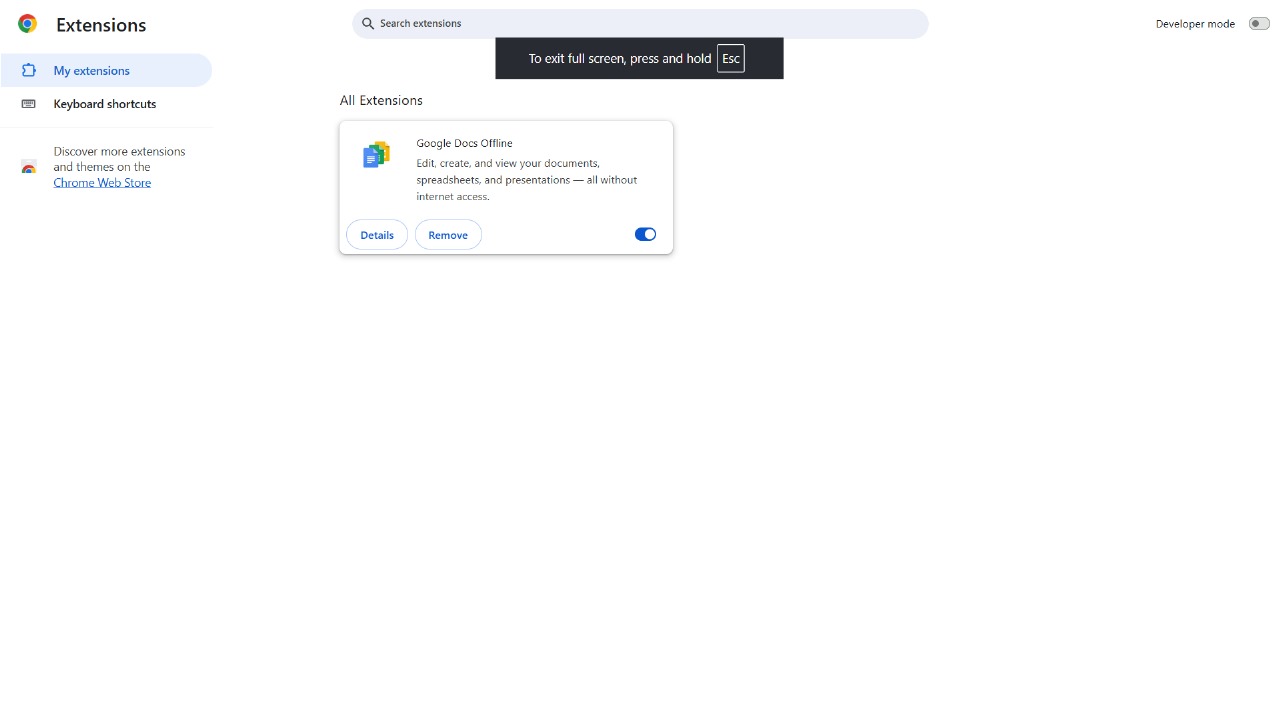 Extensions
Search extensions
Developer mode
To exit full screen, press and hold Esc
My extensions
Keyboard shortcuts
Discover more extensions
and themes on the
Chrome Web Store
All Extensions
Google Docs Offline
Edit, create, and view your documents,
spreadsheets, and presentations — all without
internet access.
Details
Remove